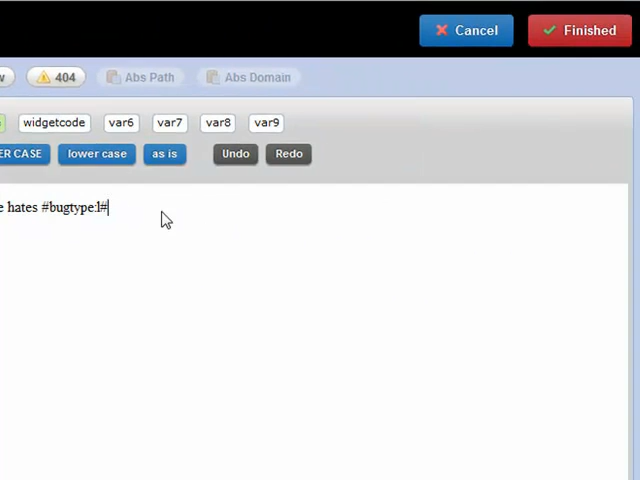 Cancel Finished
w 404 Abs Path Abs Domain
widgetcode var6 var7 var8 var9
ER CASE lower case as is Undo Redo
e hates #bugtype:l#